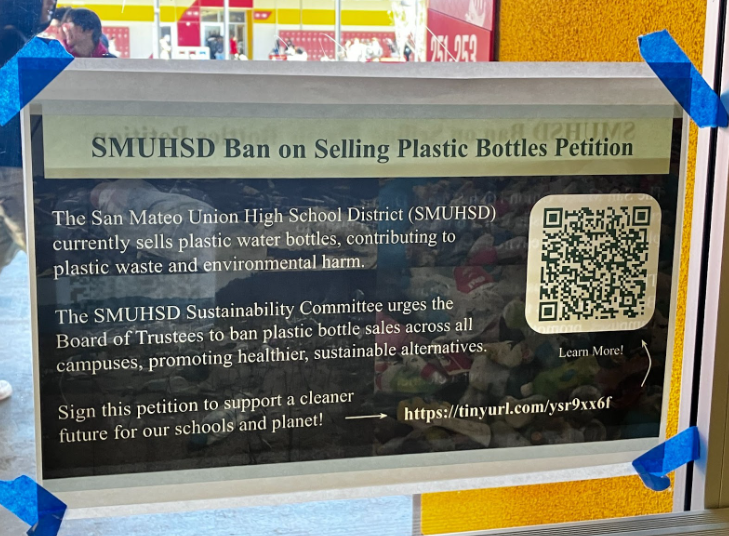 251-253
SMUHSD Ban on Selling Plastic Bottles Petition
The San Mateo Union High School District (SMUHSD)
currently sells plastic water bottles, contributing to
plastic waste and environmental harm.
The SMUHSD Sustainability Committee urges the
Board of Trustees to ban plastic bottle sales across all
campuses, promoting healthier, sustainable alternatives.
Learn More!
Sign this petition to support a cleaner
future for our schools and planet!
https://tinyurl.com/ysr9xx6f